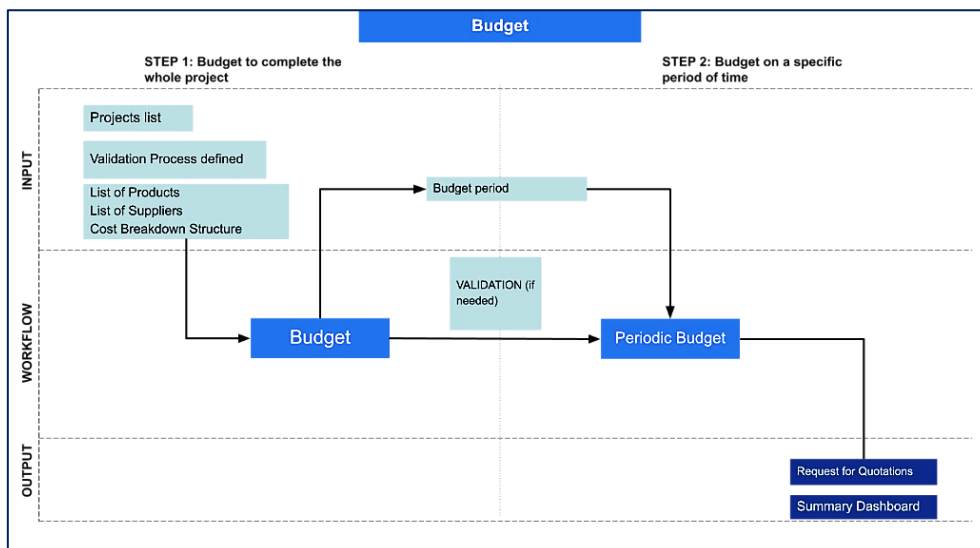 Budget
STEP 1: Budget to complete the
whole project
STEP 2: Budget on a specific
period of time
INPUT
Projects list
Validation Process defined
List of Products
List of Suppliers
Cost Breakdown Structure
Budget period
WORKFLOW
VALIDATION (if
needed)
Budget
Periodic Budget
OUTPUT
Request for Quotations
Summary Dashboard